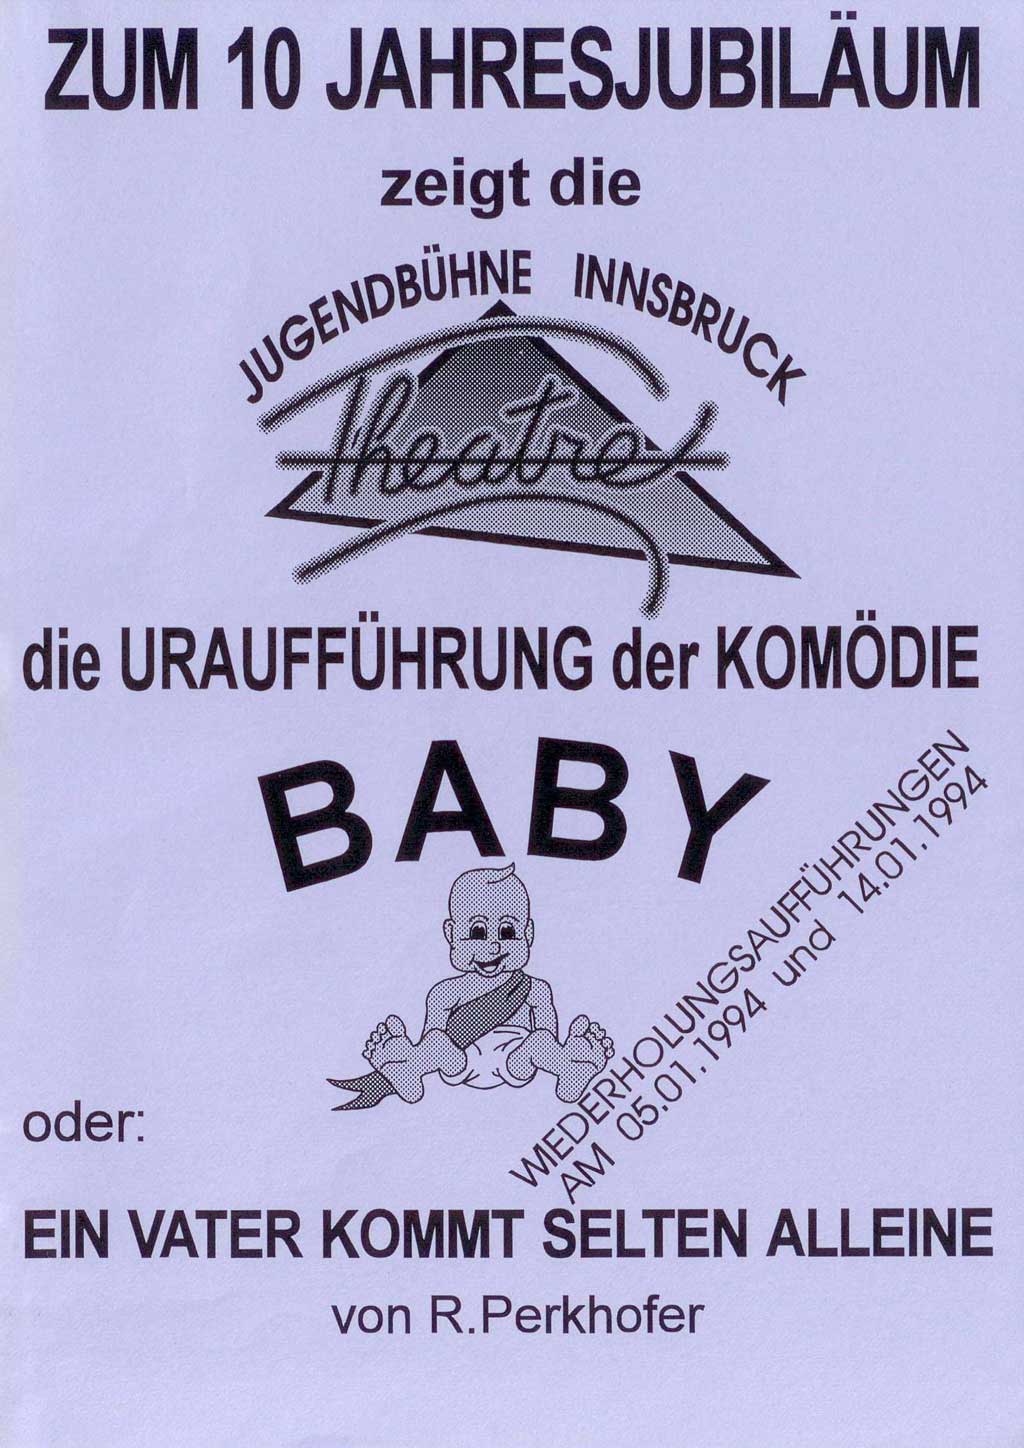 ZUM 10 JAHRESJUBILÄUM
zeigt die
JUGENDBÜHNE INNSBRUCK
Theatre
die URAUFFÜHRUNG der KOMÖDIE
BABY
WIEDERHOLUNGSAUFFÜHRUNGEN
AM 05.01.1994 und 14.01.1994
oder:
EIN VATER KOMMT SELTEN ALLEINE
von R.Perkhofer